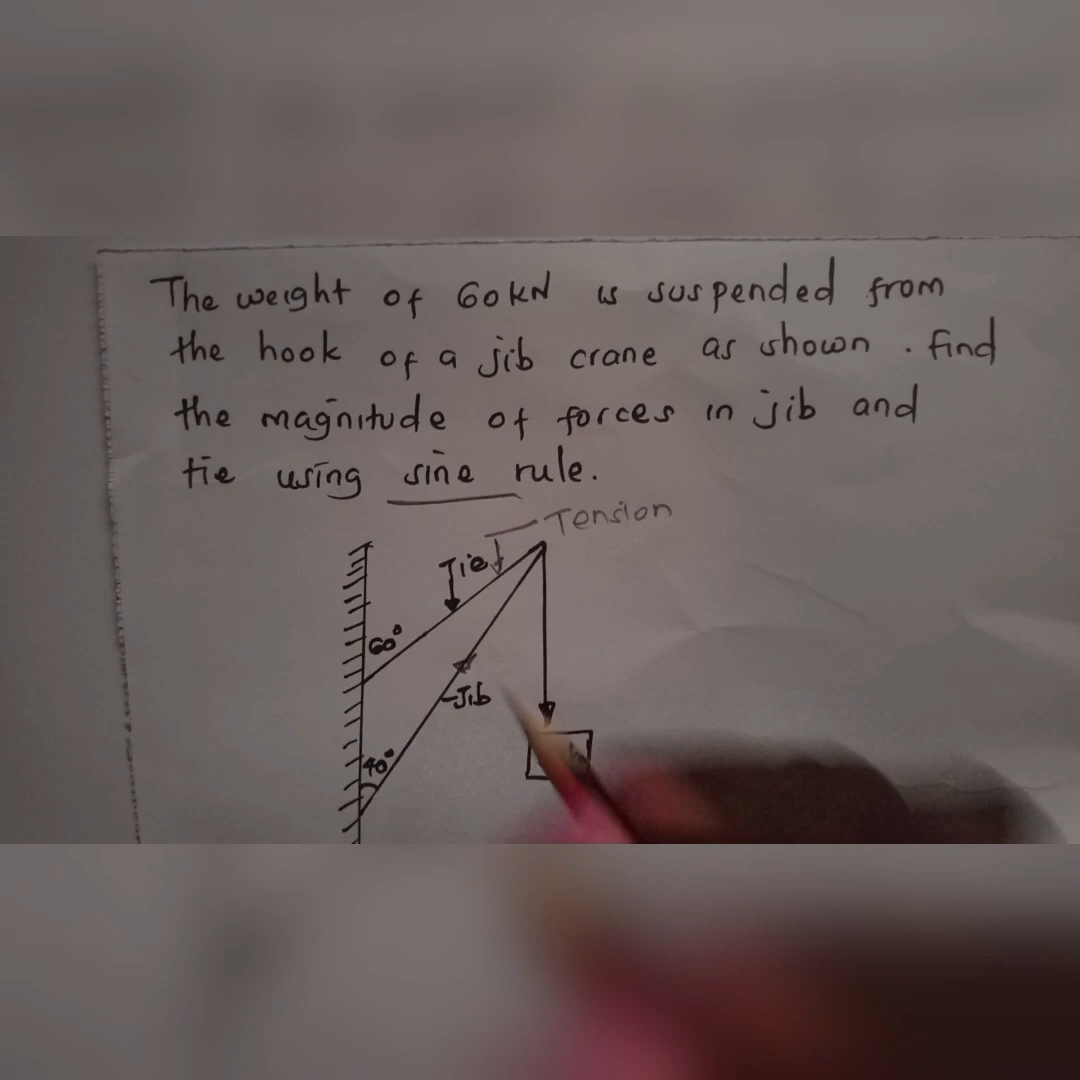 The weight of 60KN is suspended from
the hook of a jib crane as shown. find
the magnitude of forces in jib and
tie using sine rule.
Tension
Tie
60°
Jib
40°